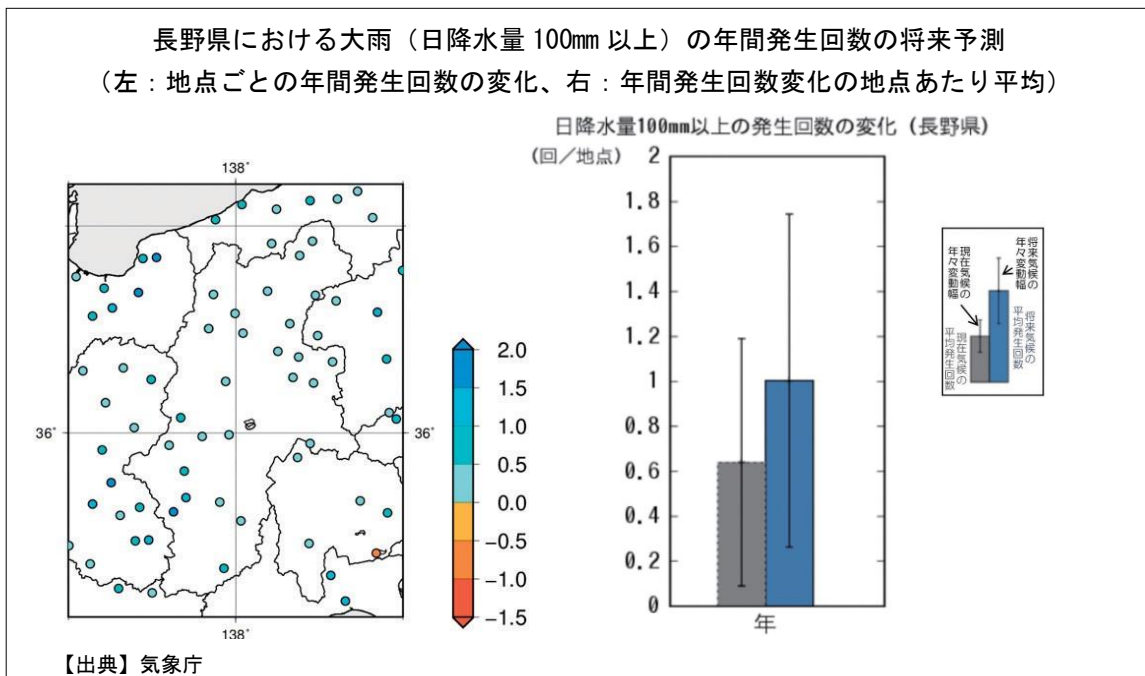 長野県における大雨（日降水量 100mm 以上）の年間発生回数の将来予測
（左：地点ごとの年間発生回数の変化、右：年間発生回数変化の地点あたり平均）
138°
36°
36°
138°
2.0
1.5
1.0
0.5
0.0
−0.5
−1.0
−1.5
日降水量100mm以上の発生回数の変化 (長野県)
(回／地点)
2
1.8
1.6
1.4
1.2
1
0.8
0.6
0.4
0.2
0
年
将来気候の
年々変動幅
現在気候の
年々変動幅
将来気候の
平均発生回数
現在気候の
平均発生回数
【出典】気象庁